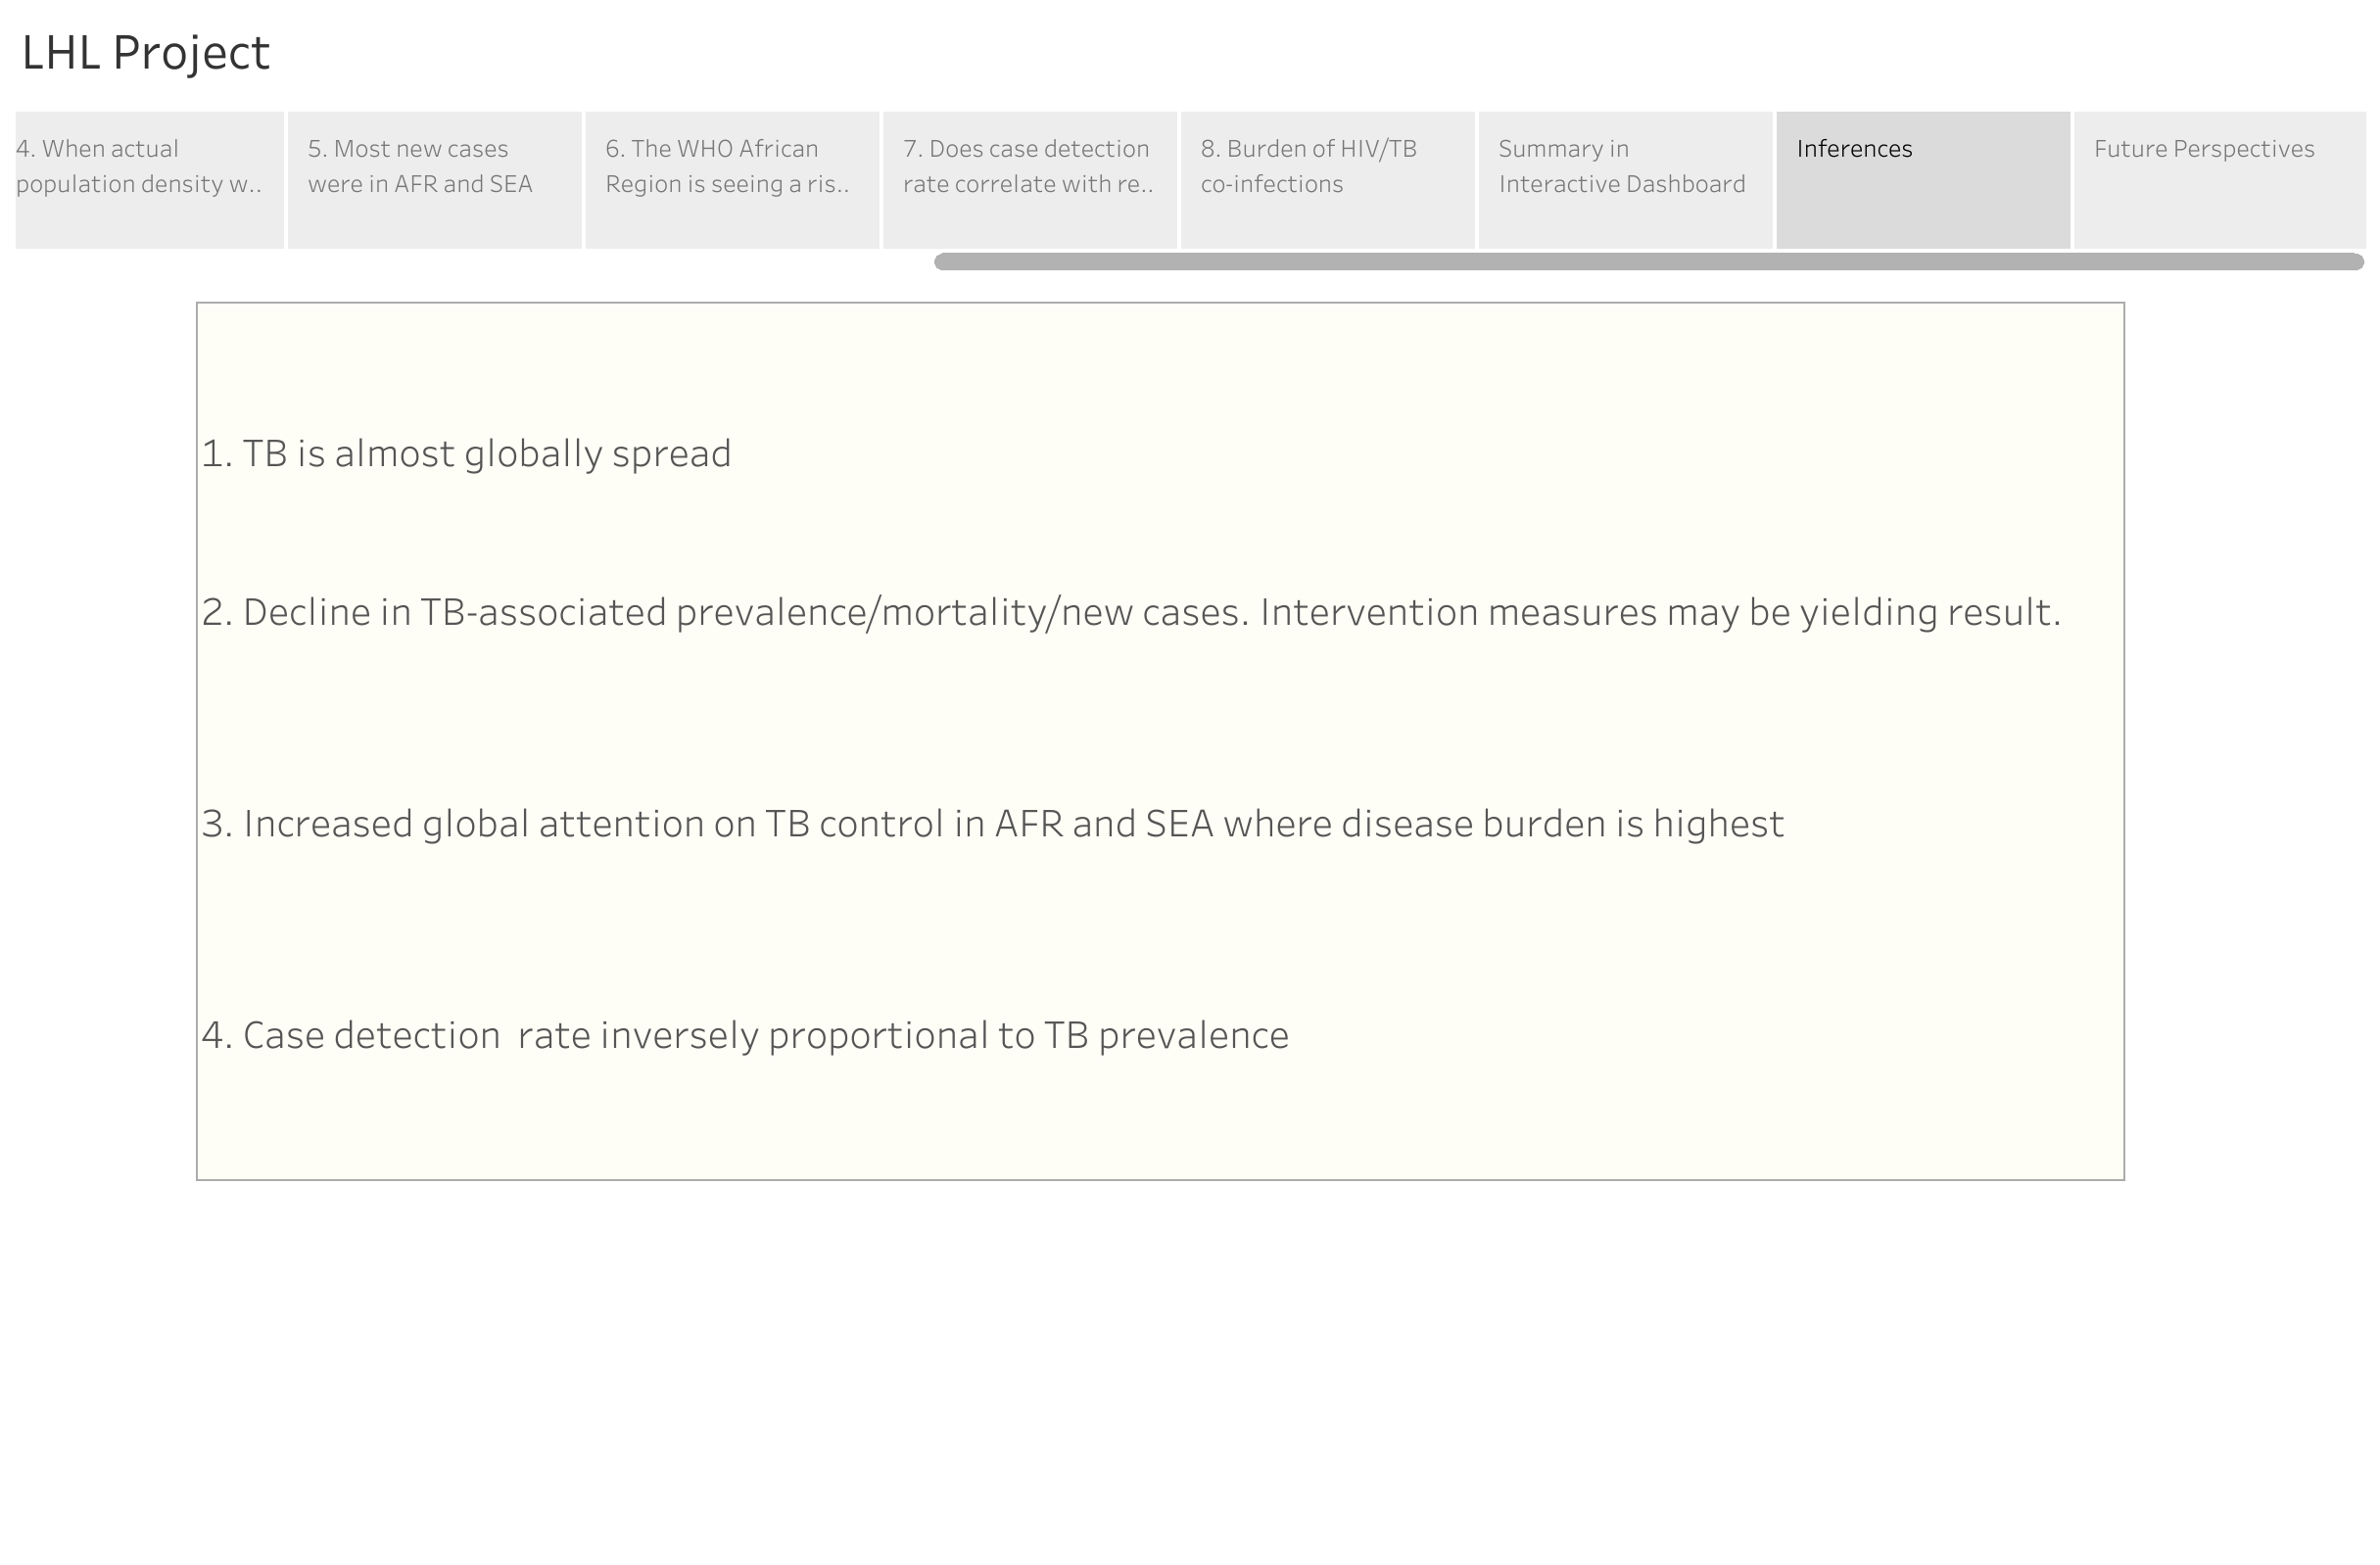 LHL Project
4. When actual
population density w..
5. Most new cases
were in AFR and SEA
6. The WHO African
Region is seeing a ris..
7. Does case detection
rate correlate with re..
8. Burden of HIV/TB
co-infections
Summary in
Interactive Dashboard
Inferences
Future Perspectives
1. TB is almost globally spread
2. Decline in TB-associated prevalence/mortality/new cases. Intervention measures may be yielding result.
3. Increased global attention on TB control in AFR and SEA where disease burden is highest
4. Case detection  rate inversely proportional to TB prevalence